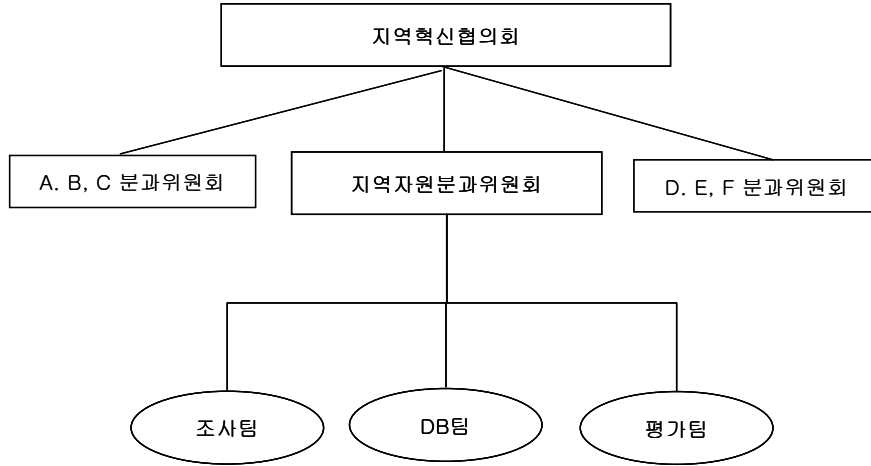 지역혁신협의회
A. B, C 분과위원회
지역자원분과위원회
D. E, F 분과위원회
조사팀
DB팀
평가팀